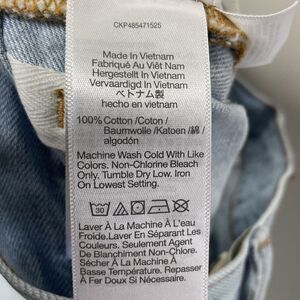 CKP485471525
Made In Vietnam
Fabriqué Au Viêt Nam
Hergestellt In Vietnam
Vervaardigd In Vietnam
ベトナム製
hecho en vietnam
100% Cotton /Coton /
Baumwolle /Katoen /綿 /
algodón
Machine Wash Cold With Like
Colors. Non-Chlorine Bleach
Only. Tumble Dry Low. Iron
On Lowest Setting.
30
Laver À La Machine À L'eau
Froide.Laver En Séparant Les
Couleurs. Seulement Agent
De Blanchiment Non-Chlore.
Sécher À La Machine À
Basse Température. Repasser
À Fer Doux Si Nécessaire.